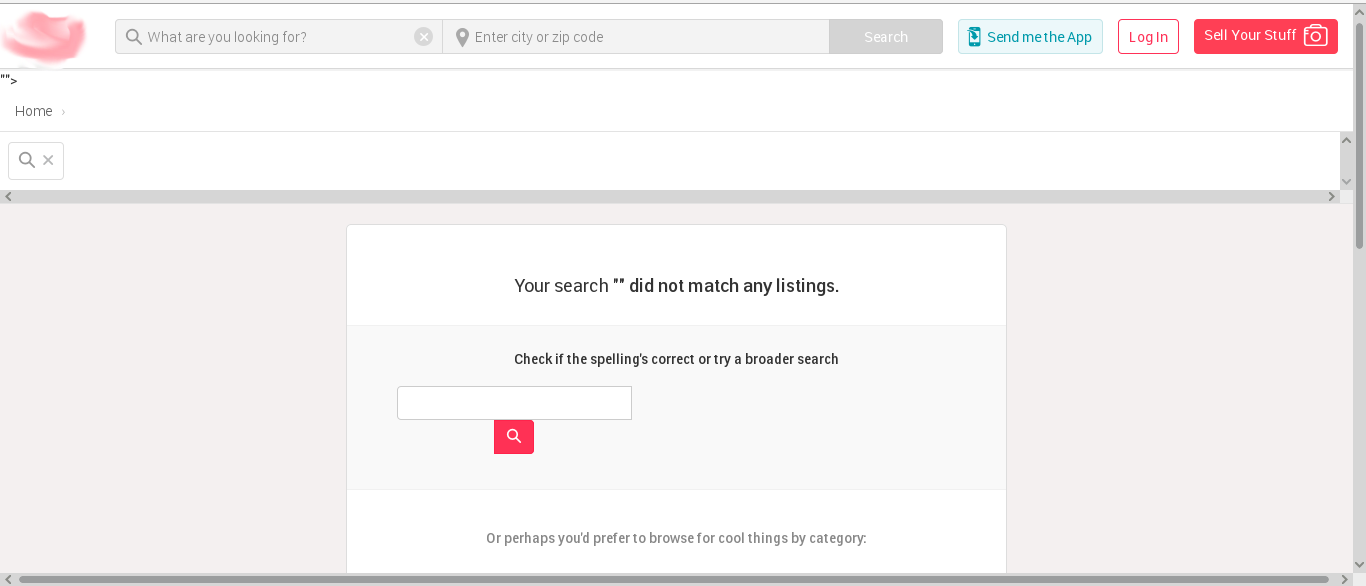 What are you looking for?
Enter city or zip code
Search
Send me the App
Log In
Sell Your Stuff
"">
Home ›
Your search "" did not match any listings.
Check if the spelling's correct or try a broader search
Or perhaps you'd prefer to browse for cool things by category: